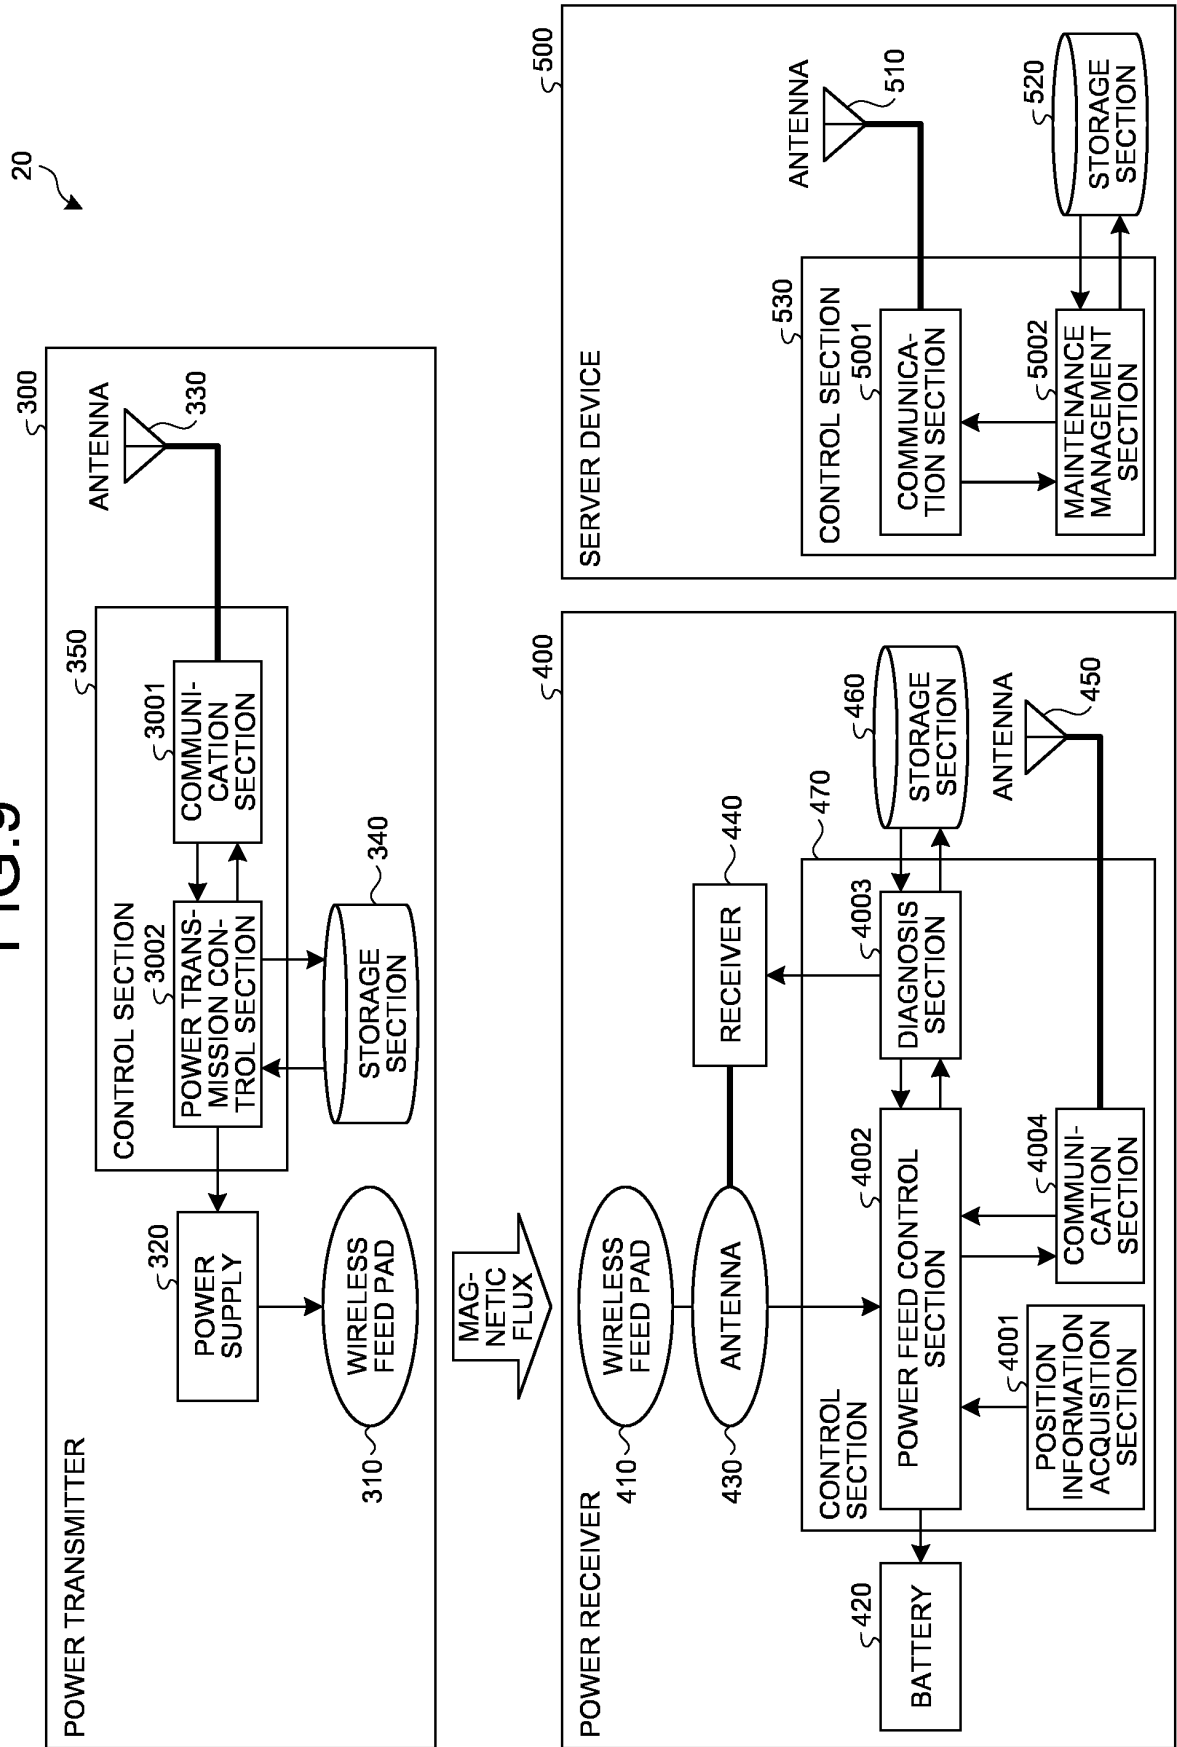 FIG.9
20
300
POWER TRANSMITTER
350
CONTROL SECTION
ANTENNA
330
320
POWER
SUPPLY
3002
POWER TRANS-
MISSION CON-
TROL SECTION
3001
COMMUNI-
CATION
SECTION
310
WIRELESS
FEED PAD
340
STORAGE
SECTION
MAG-
NETIC
FLUX
400
POWER RECEIVER
410
WIRELESS
FEED PAD
430
ANTENNA
440
RECEIVER
470
CONTROL
SECTION
420
BATTERY
4002
POWER FEED CONTROL
SECTION
4003
DIAGNOSIS
SECTION
460
STORAGE
SECTION
4001
POSITION
INFORMATION
ACQUISITION
SECTION
4004
COMMUNI-
CATION
SECTION
ANTENNA
450
500
SERVER DEVICE
530
CONTROL SECTION
ANTENNA
510
5001
COMMUNICA-
TION SECTION
5002
MAINTENANCE
MANAGEMENT
SECTION
520
STORAGE
SECTION